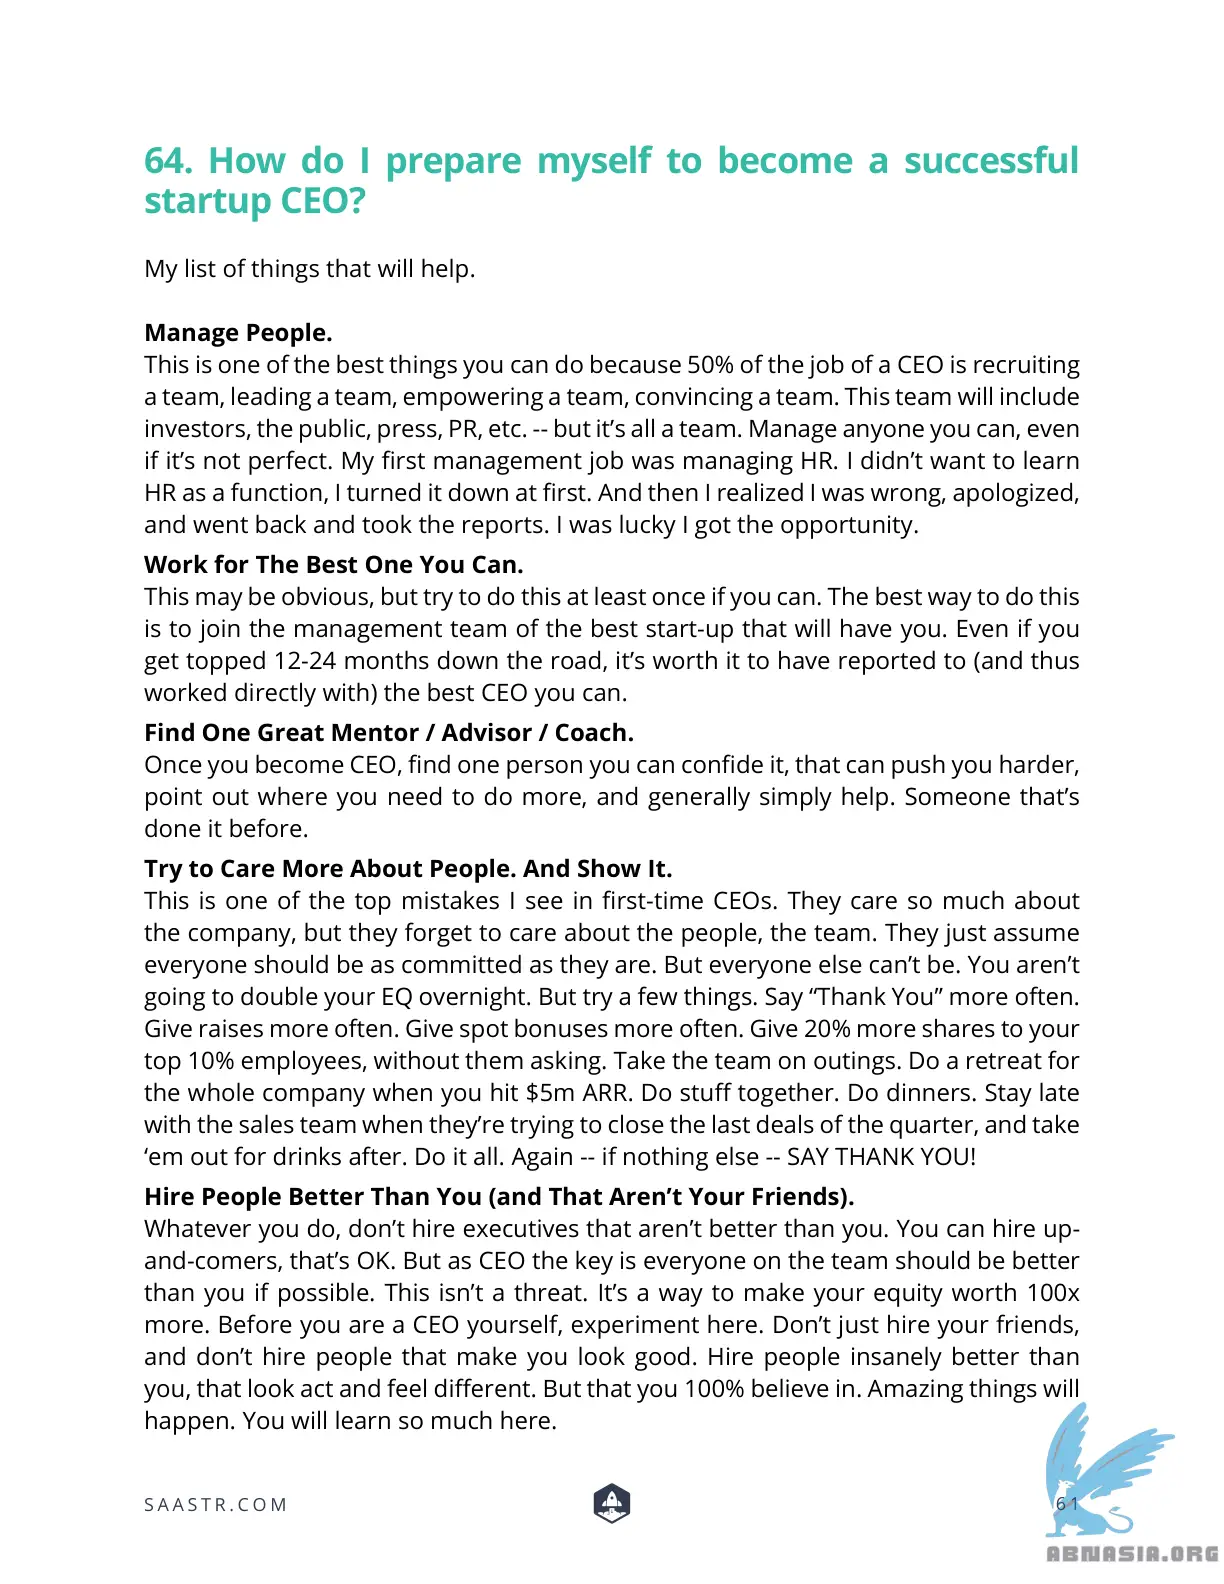 64. How do I prepare myself to become a successful
startup CEO?
My list of things that will help.
Manage People.
This is one of the best things you can do because 50% of the job of a CEO is recruiting
a team, leading a team, empowering a team, convincing a team. This team will include
investors, the public, press, PR, etc. -- but it’s all a team. Manage anyone you can, even
if it’s not perfect. My first management job was managing HR. I didn’t want to learn
HR as a function, I turned it down at first. And then I realized I was wrong, apologized,
and went back and took the reports. I was lucky I got the opportunity.
Work for The Best One You Can.
This may be obvious, but try to do this at least once if you can. The best way to do this
is to join the management team of the best start-up that will have you. Even if you
get topped 12-24 months down the road, it’s worth it to have reported to (and thus
worked directly with) the best CEO you can.
Find One Great Mentor / Advisor / Coach.
Once you become CEO, find one person you can confide it, that can push you harder,
point out where you need to do more, and generally simply help. Someone that’s
done it before.
Try to Care More About People. And Show It.
This is one of the top mistakes I see in first-time CEOs. They care so much about
the company, but they forget to care about the people, the team. They just assume
everyone should be as committed as they are. But everyone else can’t be. You aren’t
going to double your EQ overnight. But try a few things. Say “Thank You” more often.
Give raises more often. Give spot bonuses more often. Give 20% more shares to your
top 10% employees, without them asking. Take the team on outings. Do a retreat for
the whole company when you hit $5m ARR. Do stuff together. Do dinners. Stay late
with the sales team when they’re trying to close the last deals of the quarter, and take
‘em out for drinks after. Do it all. Again -- if nothing else -- SAY THANK YOU!
Hire People Better Than You (and That Aren’t Your Friends).
Whatever you do, don’t hire executives that aren’t better than you. You can hire up-
and-comers, that’s OK. But as CEO the key is everyone on the team should be better
than you if possible. This isn’t a threat. It’s a way to make your equity worth 100x
more. Before you are a CEO yourself, experiment here. Don’t just hire your friends,
and don’t hire people that make you look good. Hire people insanely better than
you, that look act and feel different. But that you 100% believe in. Amazing things will
happen. You will learn so much here.
SAASTR.COM
61
ABNASIA.ORG